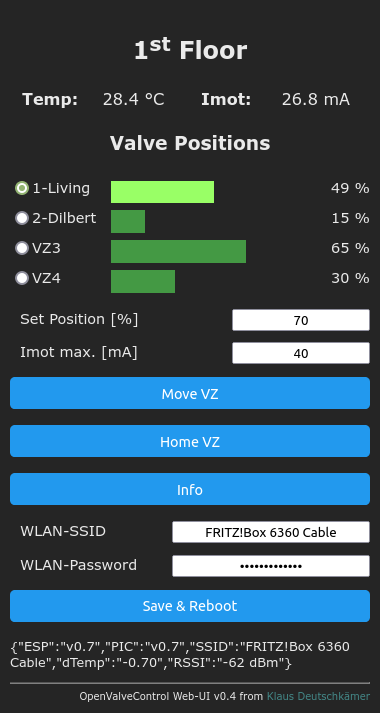 1st Floor
Temp: 28.4 °C Imot: 26.8 mA
Valve Positions
1-Living 49 %
2-Dilbert 15 %
VZ3 65 %
VZ4 30 %
Set Position [%] 70
Imot max. [mA] 40
Move VZ
Home VZ
Info
WLAN-SSID FRITZ!Box 6360 Cable
WLAN-Password •••••••••••••
Save & Reboot
{"ESP":"v0.7","PIC":"v0.7","SSID":"FRITZ!Box 6360
Cable","dTemp":"-0.70","RSSI":"-62 dBm"}
OpenValveControl Web-UI v0.4 from Klaus Deutschkämer